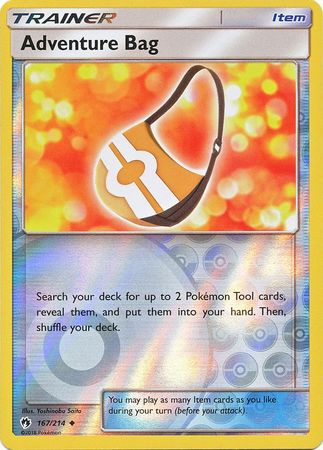 TRAINER Item
Adventure Bag
Search your deck for up to 2 Pokémon Tool cards,
reveal them, and put them into your hand. Then,
shuffle your deck.
Illus. Yoshinobu Saito
167/214
©2018 Pokémon
You may play as many Item cards as you like
during your turn (before your attack).